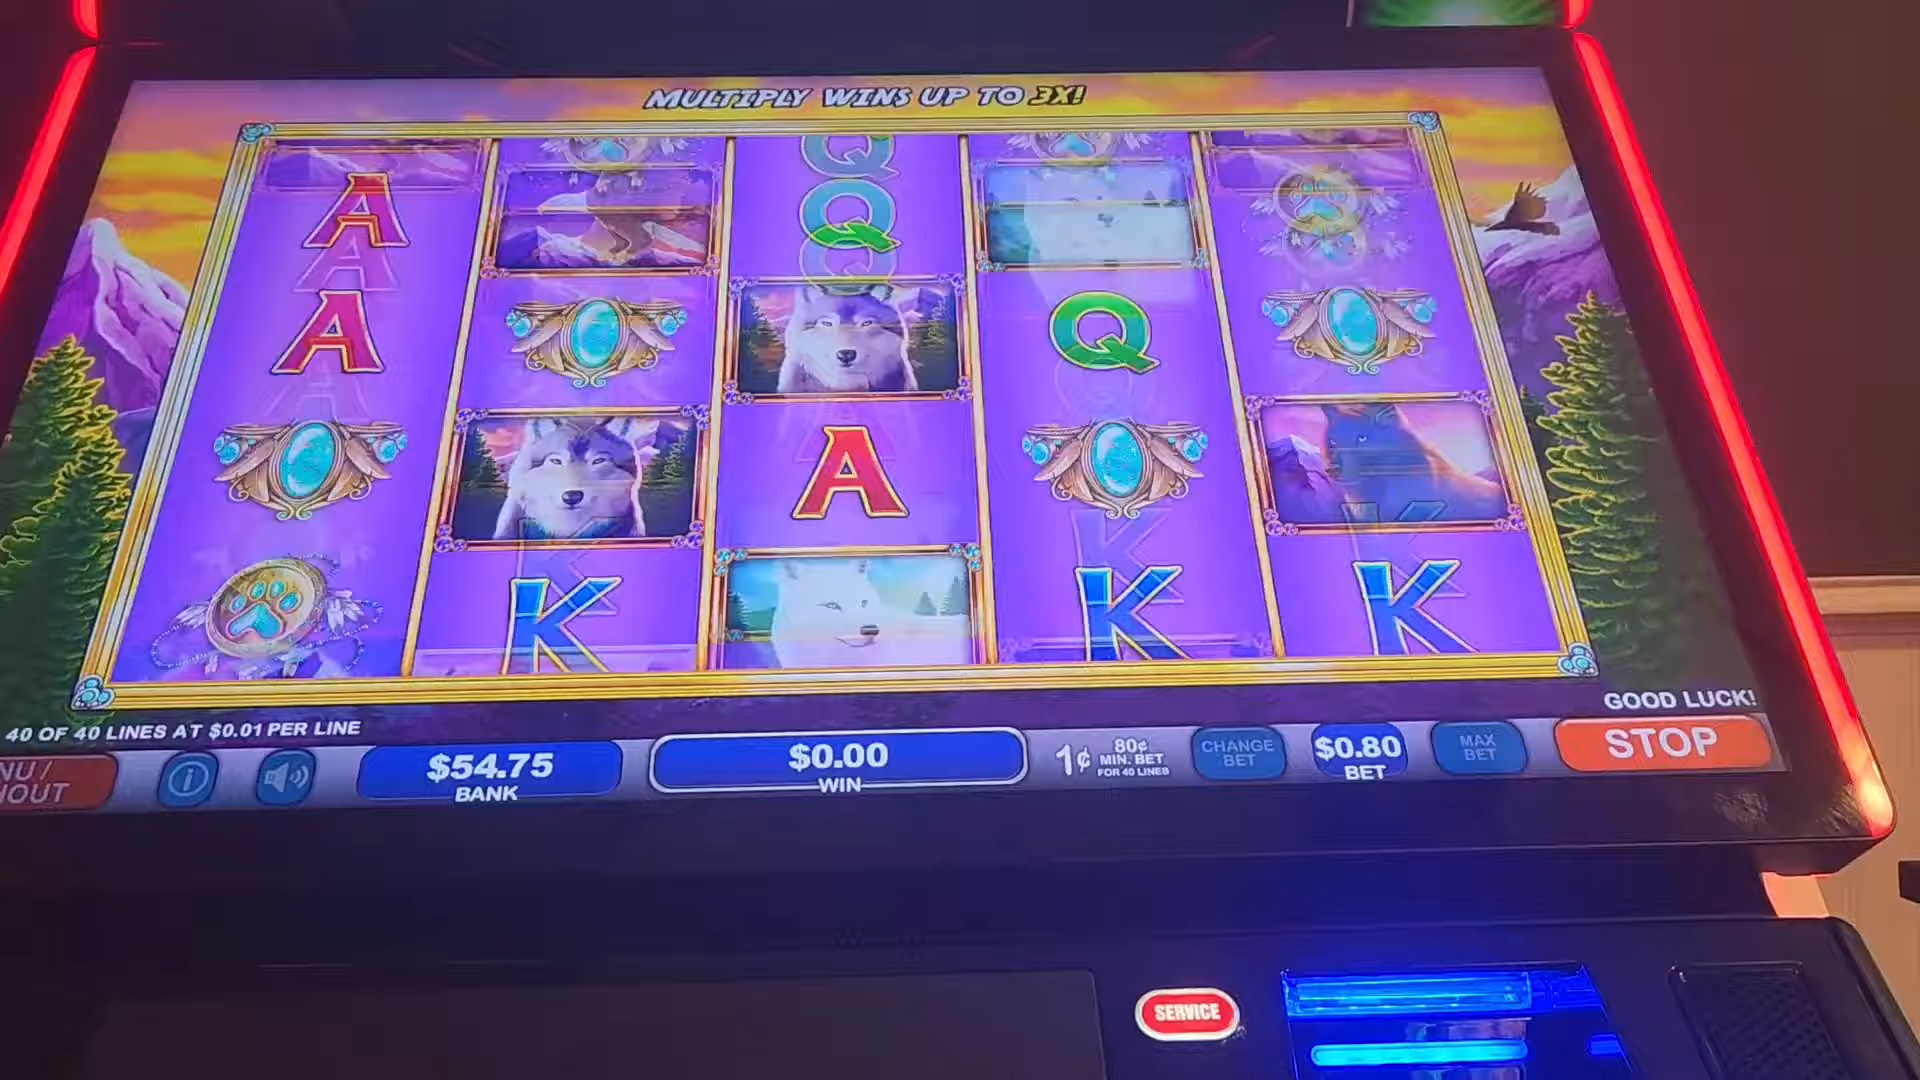 MULTIPLY WINS UP TO 3X!
A Q
A Q
A
K K K
GOOD LUCK!
40 OF 40 LINES AT $0.01 PER LINE
NU /
HOUT
$54.75
BANK
$0.00
WIN
1¢
80¢
MIN. BET
FOR 40 LINES
CHANGE
BET
$0.80
BET
MAX
BET
STOP
SERVICE